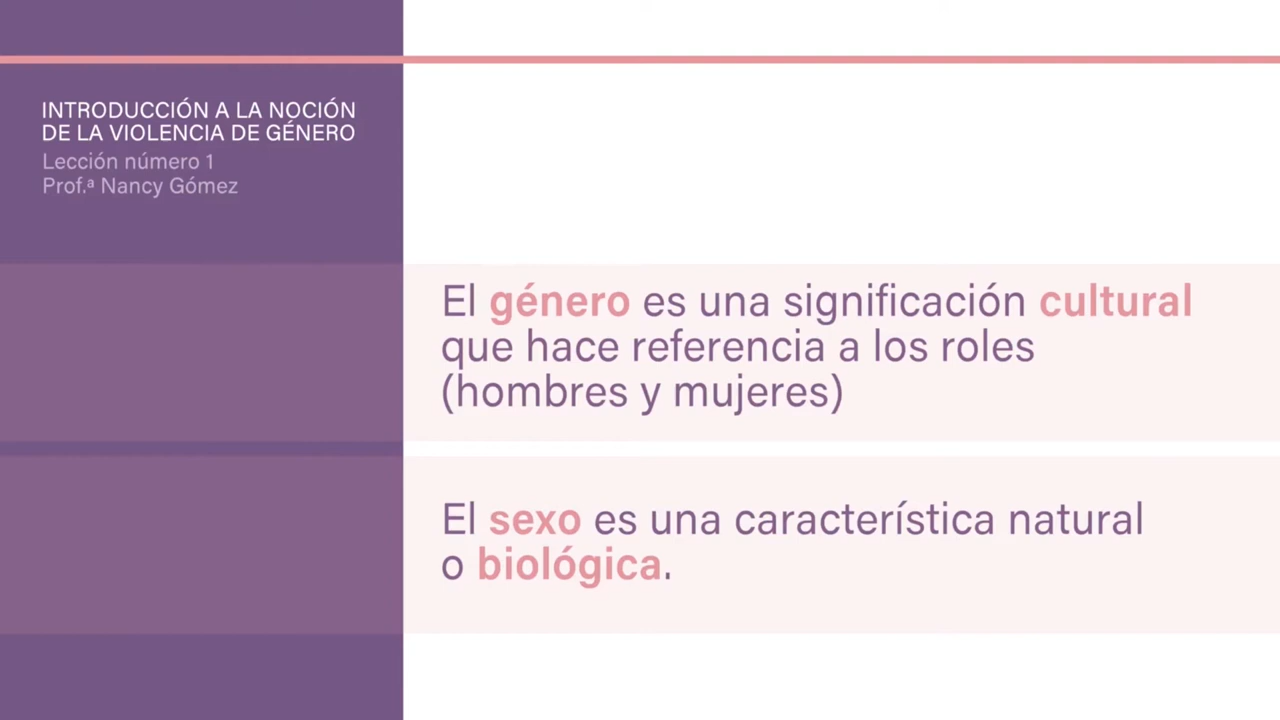 INTRODUCCIÓN A LA NOCIÓN
DE LA VIOLENCIA DE GÉNERO
Lección número 1
Prof.ª Nancy Gómez
El género es una significación cultural
que hace referencia a los roles
(hombres y mujeres)
El sexo es una característica natural
o biológica.